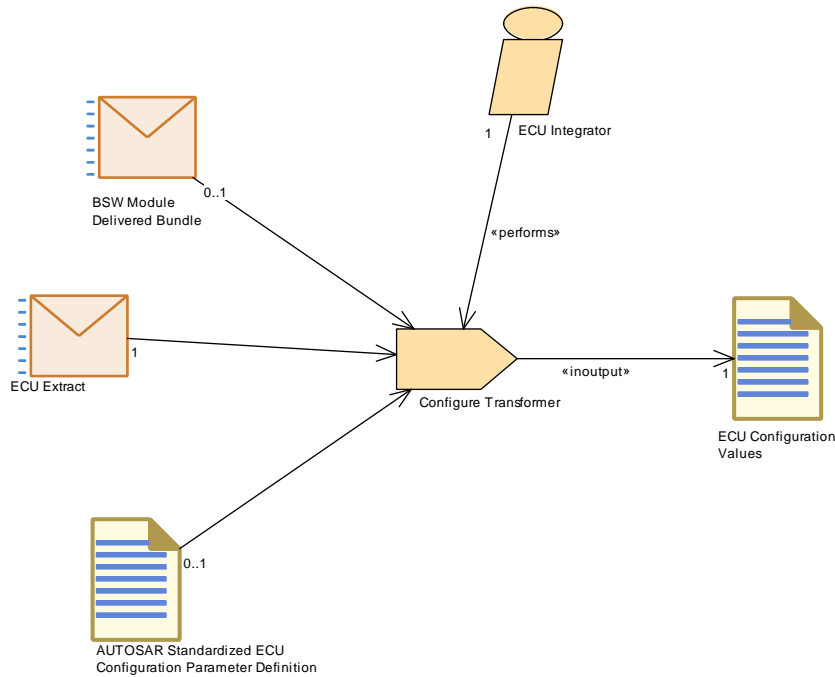 1
ECU Integrator
BSW Module
Delivered Bundle
0..1
«performs»
1
ECU Extract
Configure Transformer
«inoutput»
1
ECU Configuration
Values
0..1
AUTOSAR Standardized ECU
Configuration Parameter Definition